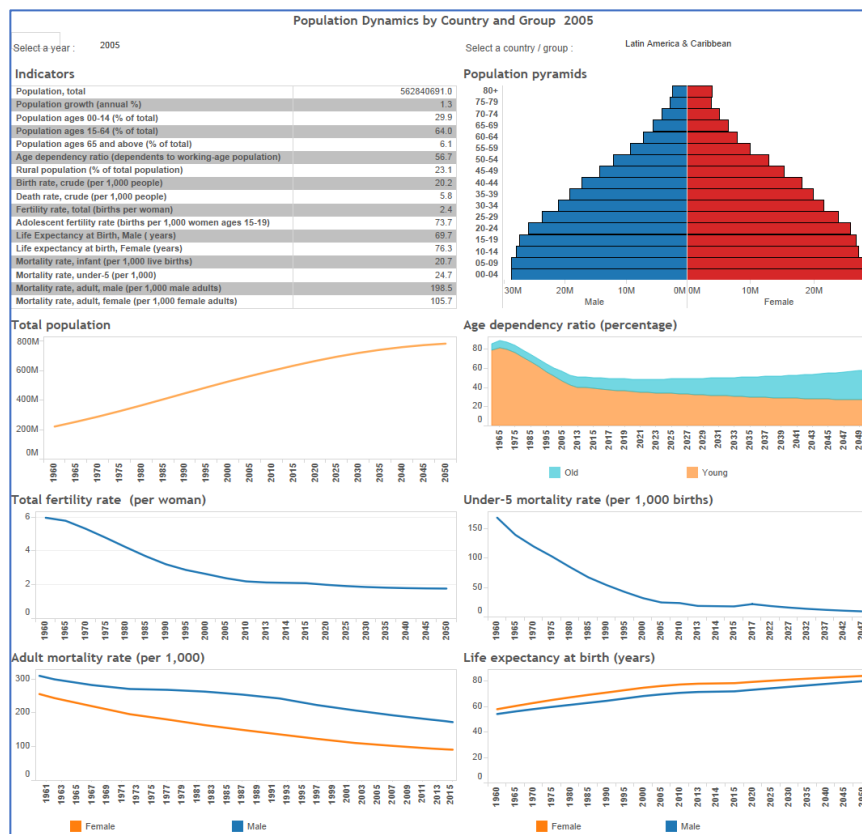 Population Dynamics by Country and Group 2005
Select a year : 2005 Select a country / group : Latin America & Caribbean
Indicators
Population, total 562840691.0
Population growth (annual %) 1.3
Population ages 00-14 (% of total) 29.9
Population ages 15-64 (% of total) 64.0
Population ages 65 and above (% of total) 6.1
Age dependency ratio (dependents to working-age population) 56.7
Rural population (% of total population) 23.1
Birth rate, crude (per 1,000 people) 20.2
Death rate, crude (per 1,000 people) 5.8
Fertility rate, total (births per woman) 2.4
Adolescent fertility rate (births per 1,000 women ages 15-19) 73.7
Life Expectancy at Birth, Male ( years) 69.7
Life expectancy at birth, Female (years) 76.3
Mortality rate, infant (per 1,000 live births) 20.7
Mortality rate, under-5 (per 1,000) 24.7
Mortality rate, adult, male (per 1,000 male adults) 198.5
Mortality rate, adult, female (per 1,000 female adults) 105.7
Population pyramids
80+
75-79
70-74
65-69
60-64
55-59
50-54
45-49
40-44
35-39
30-34
25-29
20-24
15-19
10-14
05-09
00-04
30M 20M 10M 0M 0M 10M 20M
Male Female
Total population
800M
600M
400M
200M
0M
1960 1965 1970 1975 1980 1985 1990 1995 2000 2005 2010 2013 2014 2015 2020 2025 2030 2035 2040 2045 2050
Age dependency ratio (percentage)
80
60
40
20
0
1965 1975 1985 1995 2005 2013 2015 2017 2019 2021 2023 2025 2027 2029 2031 2033 2035 2037 2039 2041 2043 2045 2047 2049
Old Young
Total fertility rate (per woman)
6
4
2
0
1960 1965 1970 1975 1980 1985 1990 1995 2000 2005 2010 2013 2014 2015 2020 2025 2030 2035 2040 2045 2050
Under-5 mortality rate (per 1,000 births)
150
100
50
0
1960 1965 1970 1975 1980 1985 1990 1995 2000 2005 2010 2013 2014 2015 2017 2022 2027 2032 2037 2042 2047
Adult mortality rate (per 1,000)
300
200
100
0
1961 1963 1965 1967 1969 1971 1973 1975 1977 1979 1981 1983 1985 1987 1989 1991 1993 1995 1997 1999 2001 2003 2005 2007 2009 2011 2013 2015
Female Male
Life expectancy at birth (years)
80
60
40
20
0
1960 1965 1970 1975 1980 1985 1990 1995 2000 2005 2010 2013 2014 2015 2020 2025 2030 2035 2040 2045 2050
Female Male